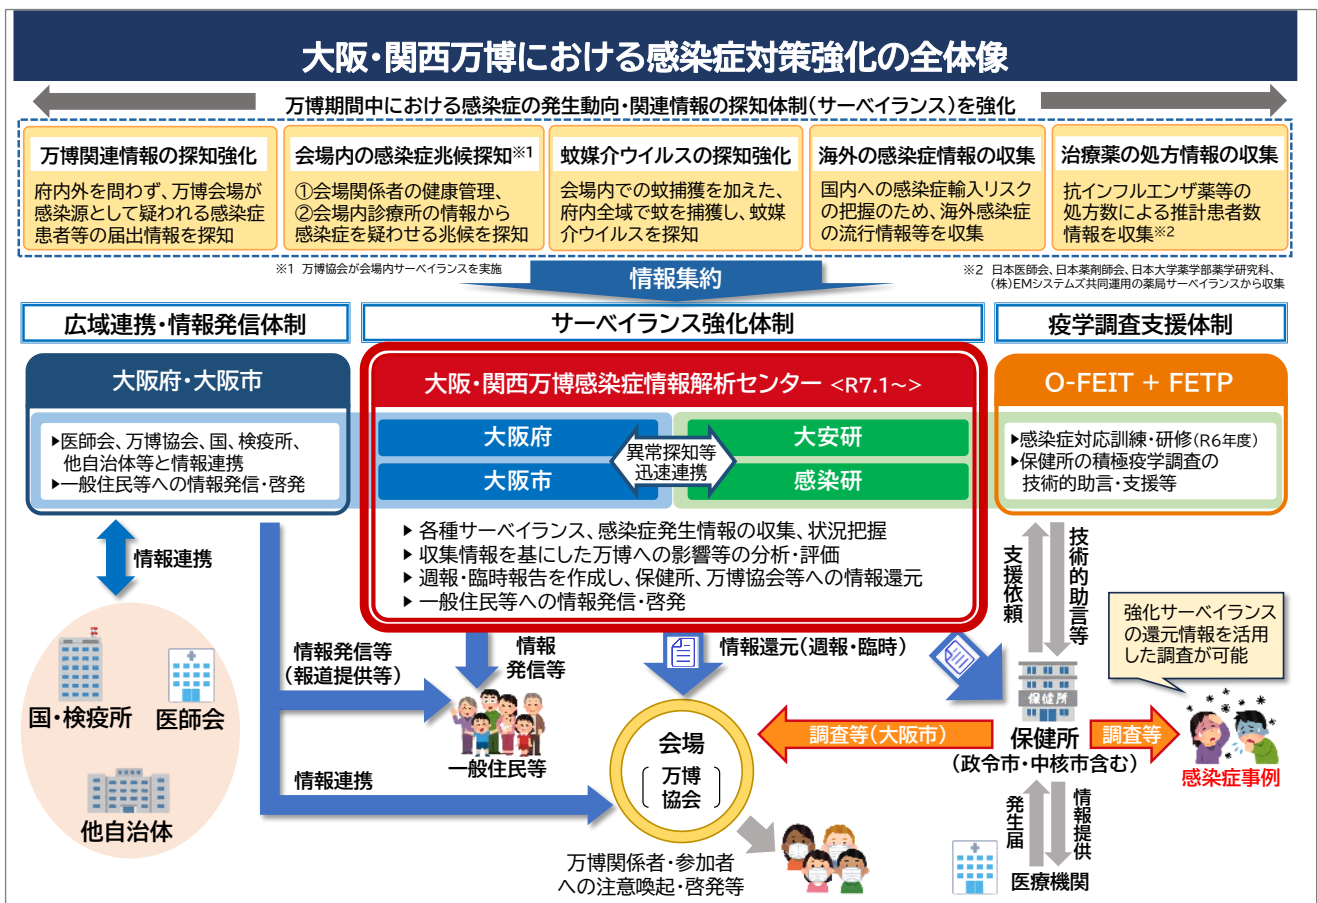 大阪・関西万博における感染症対策強化の全体像
万博期間中における感染症の発生動向・関連情報の探知体制(サーベイランス)を強化
万博関連情報の探知強化
府内外を問わず、万博会場が
感染源として疑われる感染症
患者等の届出情報を探知
会場内の感染症兆候探知※1
①会場関係者の健康管理、
②会場内診療所の情報から
感染症を疑わせる兆候を探知
蚊媒介ウイルスの探知強化
会場内での蚊捕獲を加えた、
府内全域で蚊を捕獲し、蚊媒
介ウイルスを探知
海外の感染症情報の収集
国内への感染症輸入リスク
の把握のため、海外感染症
の流行情報等を収集
治療薬の処方情報の収集
抗インフルエンザ薬等の
処方数による推計患者数
情報を収集※2
※1 万博協会が会場内サーベイランスを実施
情報集約
※2 日本医師会、日本薬剤師会、日本大学薬学部薬学研究科、
(株)EMシステムズ共同運用の薬局サーベイランスから収集
広域連携・情報発信体制
サーベイランス強化体制
疫学調査支援体制
大阪府・大阪市
▶医師会、万博協会、国、検疫所、
他自治体等と情報連携
▶一般住民等への情報発信・啓発
大阪・関西万博感染症情報解析センター <R7.1~>
大阪府
大阪市
異常探知等
迅速連携
大安研
感染研
▶ 各種サーベイランス、感染症発生情報の収集、状況把握
▶ 収集情報を基にした万博への影響等の分析・評価
▶ 週報・臨時報告を作成し、保健所、万博協会等への情報還元
▶ 一般住民等への情報発信・啓発
O-FEIT + FETP
▶感染症対応訓練・研修(R6年度)
▶保健所の積極疫学調査の
技術的助言・支援等
情報連携
国・検疫所
医師会
他自治体
情報発信等
(報道提供等)
情報連携
情報
発信等
一般住民等
情報還元(週報・臨時)
会場
万博
協会
万博関係者・参加者
への注意喚起・啓発等
支援依頼
技術的助言等
強化サーベイランス
の還元情報を活用
した調査が可能
保健所
調査等(大阪市)
保健所
(政令市・中核市含む)
調査等
感染症事例
発生届
情報提供
医療機関